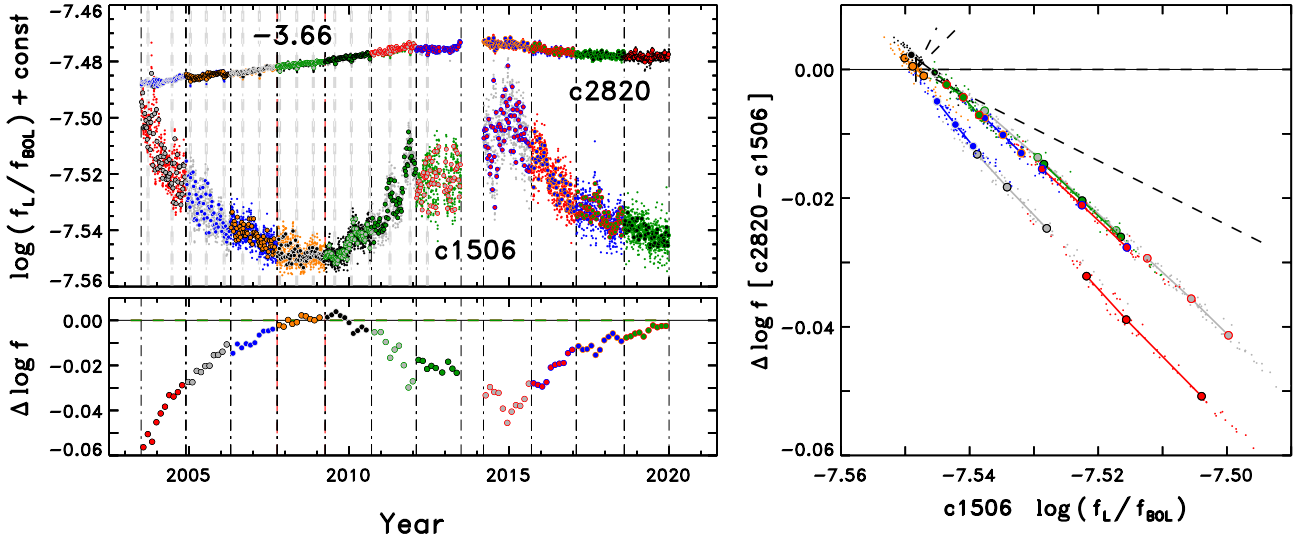 −7.46
−7.48
−7.50
−7.52
−7.54
−7.56
log ( f_L / f_BOL ) + const
−3.66
c2820
c1506
0.00
−0.02
−0.04
−0.06
Δ log f
2005 2010 2015 2020
Year
0.00
−0.02
−0.04
−0.06
Δ log f [ c2820 − c1506 ]
−7.56 −7.54 −7.52 −7.50
c1506 log ( f_L / f_BOL )